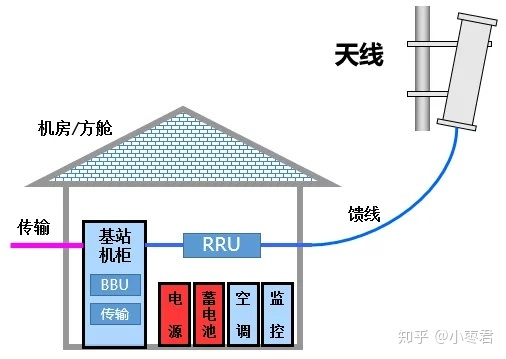 天线
机房/方舱
传输
基站
机柜
BBU
传输
RRU
馈线
电源
蓄电池
空调
监控
知乎 @小枣君